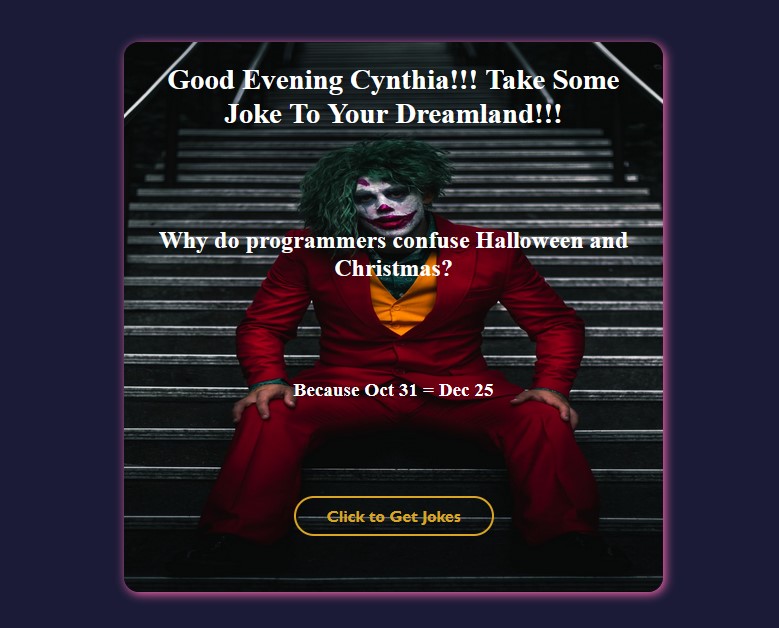 Good Evening Cynthia!!! Take Some
Joke To Your Dreamland!!!
Why do programmers confuse Halloween and
Christmas?
Because Oct 31 = Dec 25
Click to Get Jokes